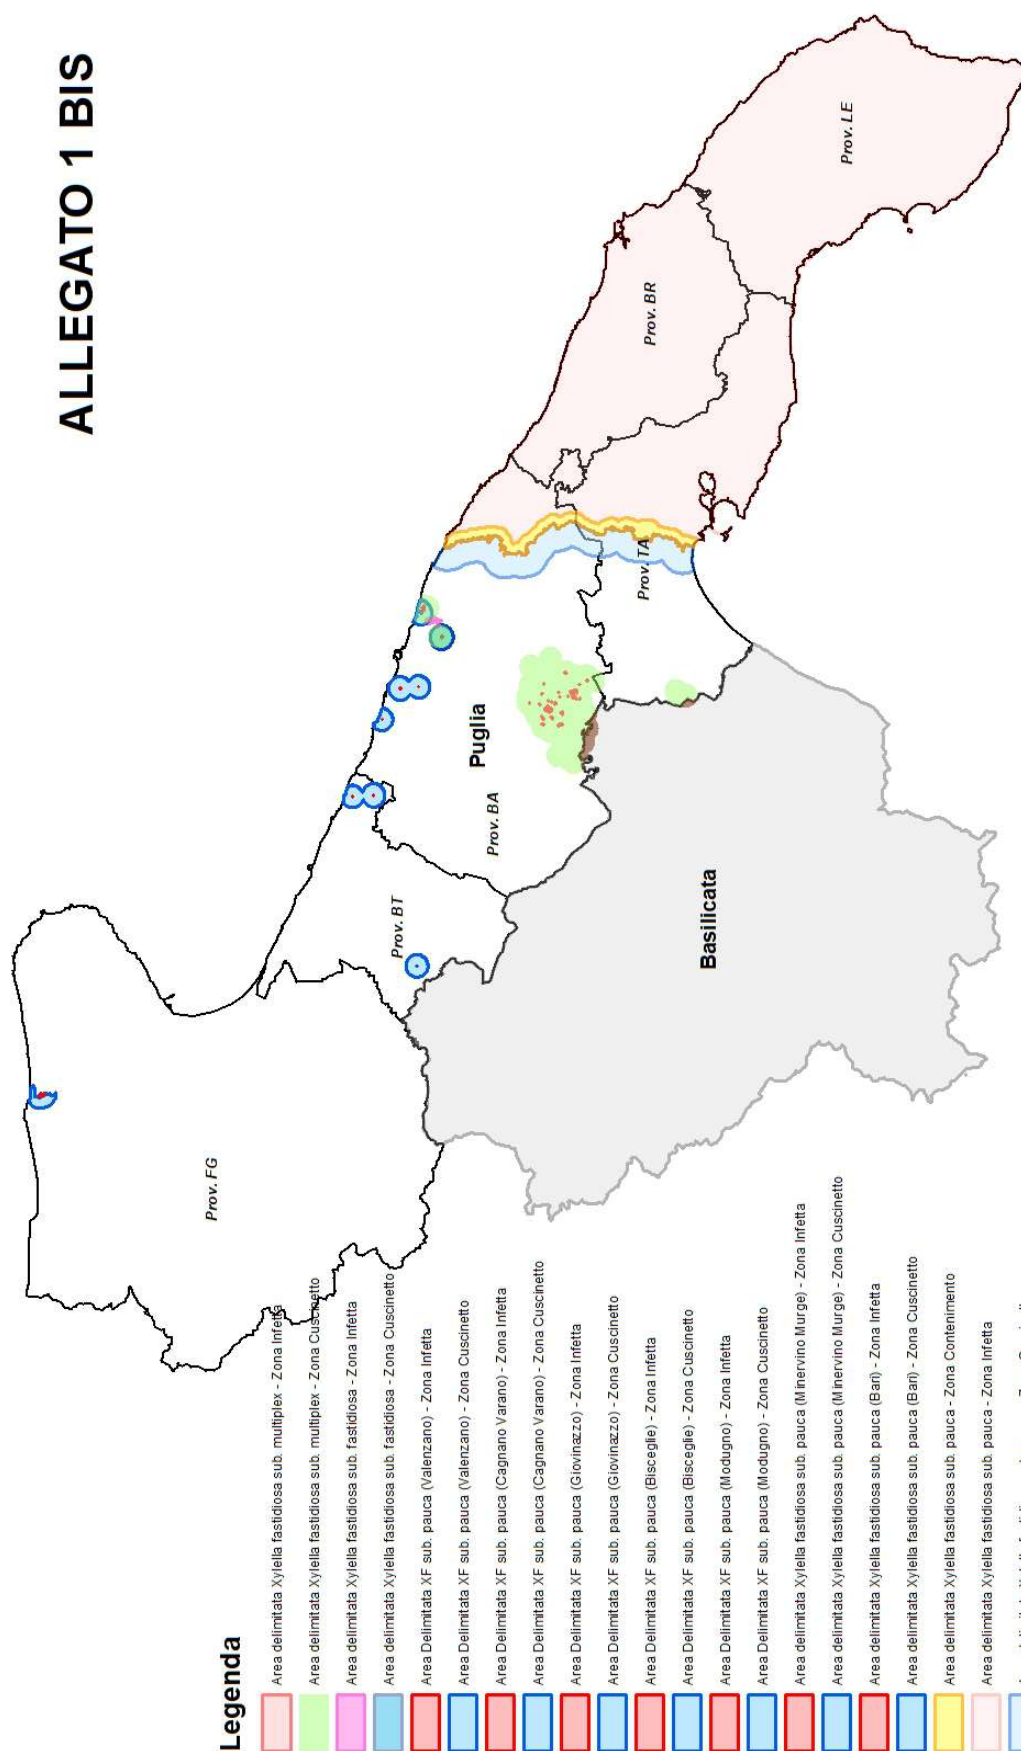 ALLEGATO 1 BIS
Prov. FG
Prov. BT
Prov. BA
Puglia
Prov. TA
Prov. BR
Prov. LE
Basilicata
Legenda
Area delimitata Xylella fastidiosa sub. multiplex - Zona Infetta
Area delimitata Xylella fastidiosa sub. multiplex - Zona Cuscinetto
Area delimitata Xylella fastidiosa sub. fastidiosa - Zona Infetta
Area delimitata Xylella fastidiosa sub. fastidiosa - Zona Cuscinetto
Area Delimitata XF sub. pauca (Valenzano) - Zona Infetta
Area Delimitata XF sub. pauca (Valenzano) - Zona Cuscinetto
Area Delimitata XF sub. pauca (Cagnano Varano) - Zona Infetta
Area Delimitata XF sub. pauca (Cagnano Varano) - Zona Cuscinetto
Area Delimitata XF sub. pauca (Giovinazzo) - Zona Infetta
Area Delimitata XF sub. pauca (Giovinazzo) - Zona Cuscinetto
Area Delimitata XF sub. pauca (Bisceglie) - Zona Infetta
Area Delimitata XF sub. pauca (Bisceglie) - Zona Cuscinetto
Area Delimitata XF sub. pauca (Modugno) - Zona Infetta
Area Delimitata XF sub. pauca (Modugno) - Zona Cuscinetto
Area delimitata Xylella fastidiosa sub. pauca (Minervino Murge) - Zona Infetta
Area delimitata Xylella fastidiosa sub. pauca (Minervino Murge) - Zona Cuscinetto
Area delimitata Xylella fastidiosa sub. pauca (Bari) - Zona Infetta
Area delimitata Xylella fastidiosa sub. pauca (Bari) - Zona Cuscinetto
Area delimitata Xylella fastidiosa sub. pauca - Zona Contenimento
Area delimitata Xylella fastidiosa sub. pauca - Zona Infetta